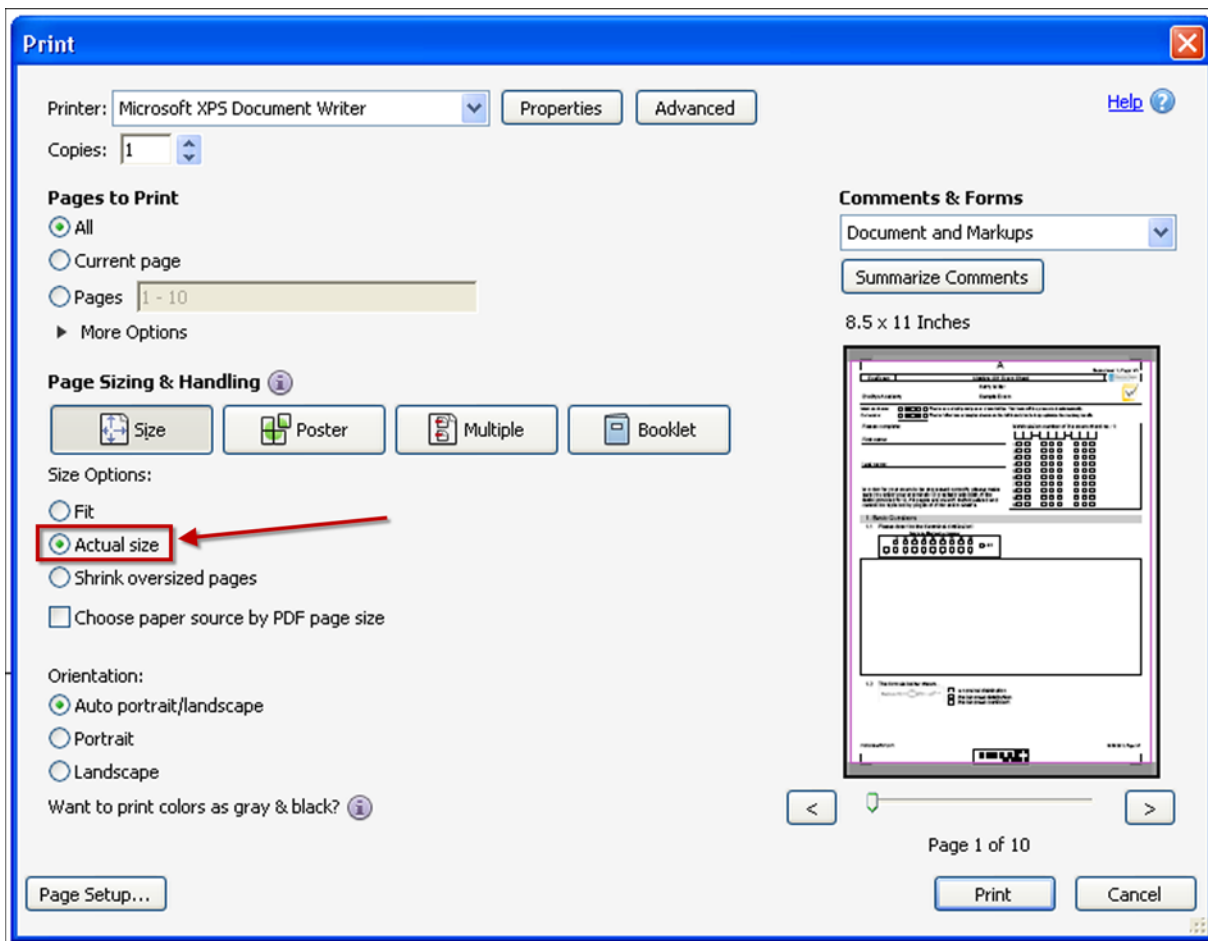 Print
Printer: Microsoft XPS Document Writer Properties Advanced Help
Copies: 1
Pages to Print
All
Current page
Pages 1 - 10
More Options
Page Sizing & Handling
Size Poster Multiple Booklet
Size Options:
Fit
Actual size
Shrink oversized pages
Choose paper source by PDF page size
Orientation:
Auto portrait/landscape
Portrait
Landscape
Want to print colors as gray & black?
Comments & Forms
Document and Markups
Summarize Comments
8.5 x 11 Inches
A
< >
Page 1 of 10
Page Setup... Print Cancel